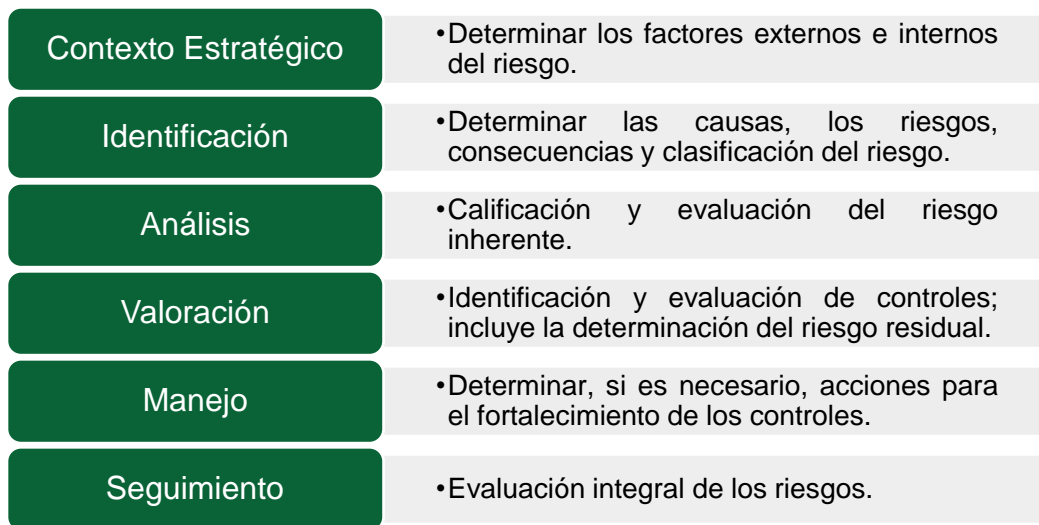 Contexto Estratégico
•Determinar los factores externos e internos
del riesgo.
Identificación
•Determinar las causas, los riesgos,
consecuencias y clasificación del riesgo.
Análisis
•Calificación y evaluación del riesgo
inherente.
Valoración
•Identificación y evaluación de controles;
incluye la determinación del riesgo residual.
Manejo
•Determinar, si es necesario, acciones para
el fortalecimiento de los controles.
Seguimiento
•Evaluación integral de los riesgos.